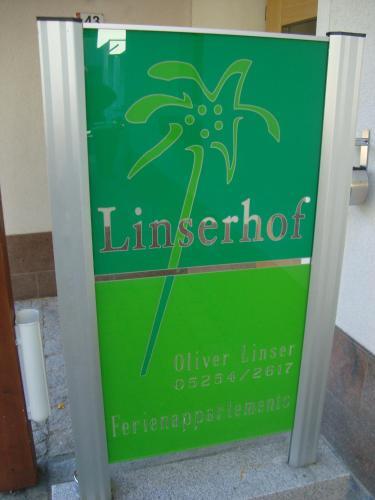 43
Linserhof
Oliver Linser
05254/2617
Ferienappartements